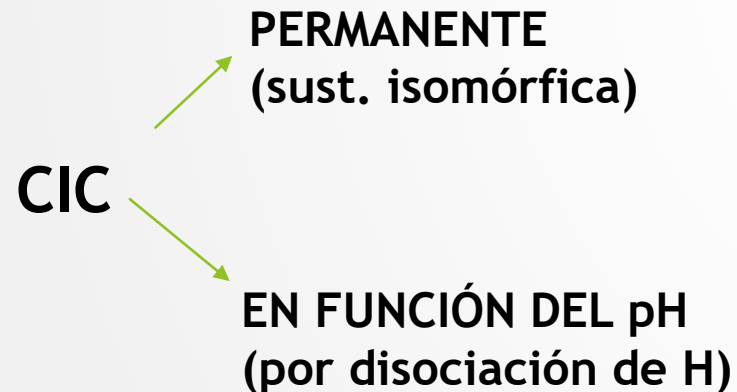 PERMANENTE
(sust. isomórfica)
CIC
EN FUNCIÓN DEL pH
(por disociación de H)